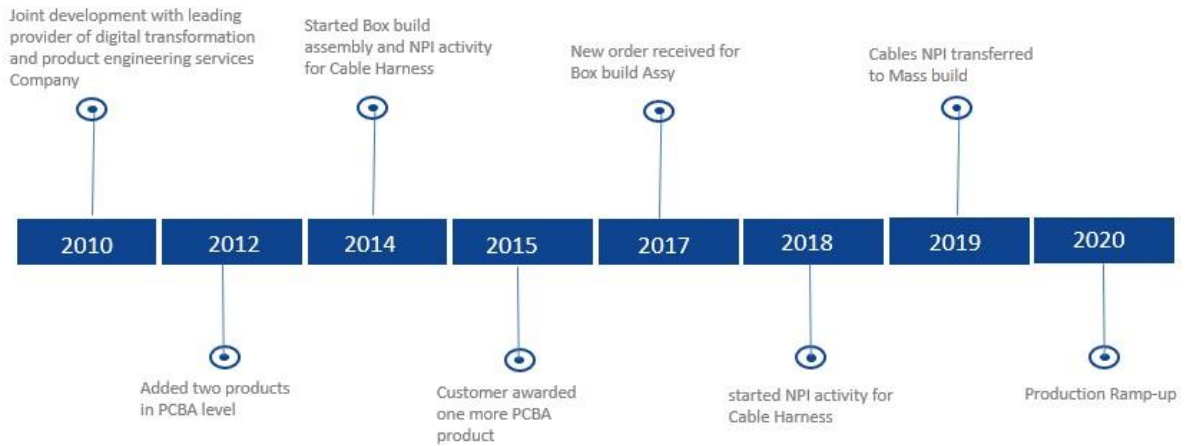 Joint development with leading
provider of digital transformation
and product engineering services
Company
Started Box build
assembly and NPI activity
for Cable Harness
New order received for
Box build Assy
Cables NPI transferred
to Mass build
2010
2012
2014
2015
2017
2018
2019
2020
Added two products
in PCBA level
Customer awarded
one more PCBA
product
started NPI activity for
Cable Harness
Production Ramp-up